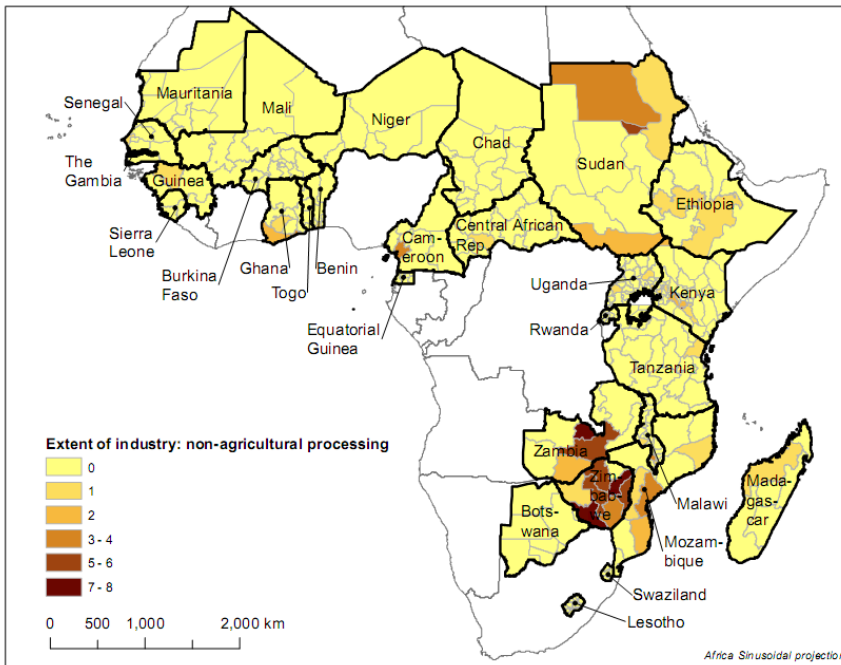 Mauritania
Senegal
Mali
Niger
Chad
Sudan
The
Gambia
Guinea
Ethiopia
Sierra
Leone
Burkina
Faso
Ghana
Togo
Benin
Cam-
eroon
Central African
Rep.
Equatorial
Guinea
Uganda
Kenya
Rwanda
Tanzania
Zambia
Zim-
bab-
we
Malawi
Mada-
gas-
car
Bots-
wana
Mozam-
bique
Swaziland
Lesotho
Extent of industry: non-agricultural processing
0
1
2
3 - 4
5 - 6
7 - 8
0 500 1,000 2,000 km
Africa Sinusoidal projection